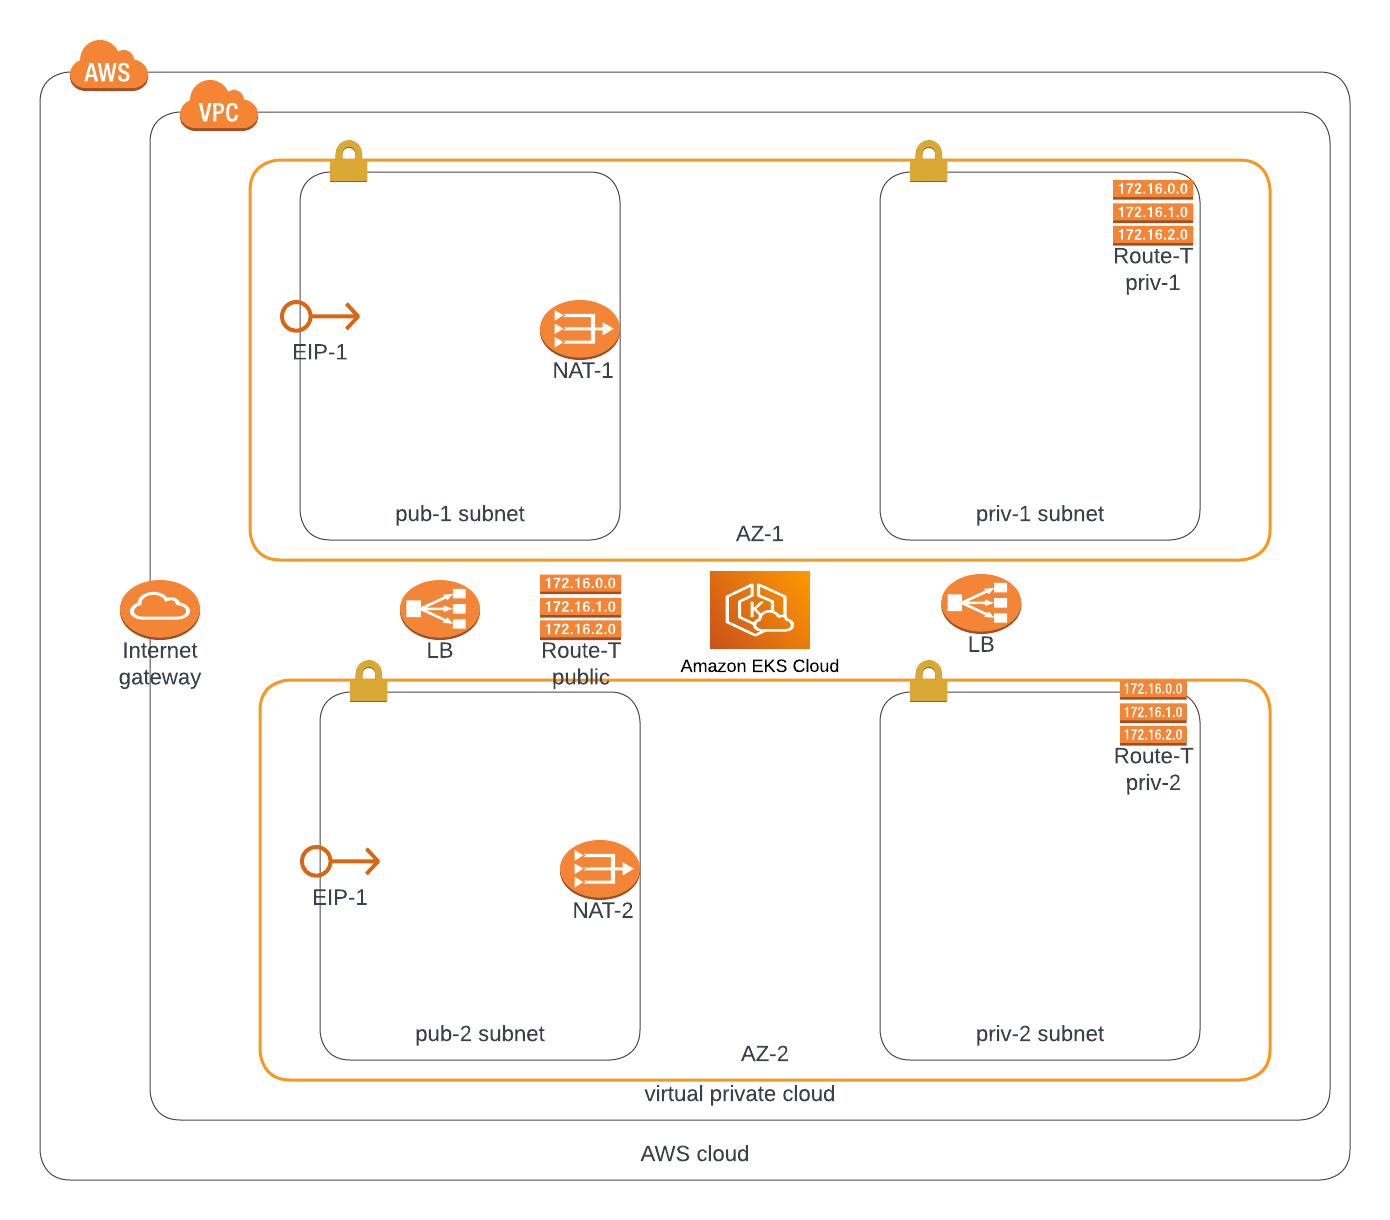 AWS
VPC
172.16.0.0
172.16.1.0
172.16.2.0
Route-T
priv-1
EIP-1
NAT-1
pub-1 subnet
priv-1 subnet
AZ-1
Internet
gateway
LB
172.16.0.0
172.16.1.0
172.16.2.0
Route-T
public
K
Amazon EKS Cloud
LB
172.16.0.0
172.16.1.0
172.16.2.0
Route-T
priv-2
EIP-1
NAT-2
pub-2 subnet
priv-2 subnet
AZ-2
virtual private cloud
AWS cloud